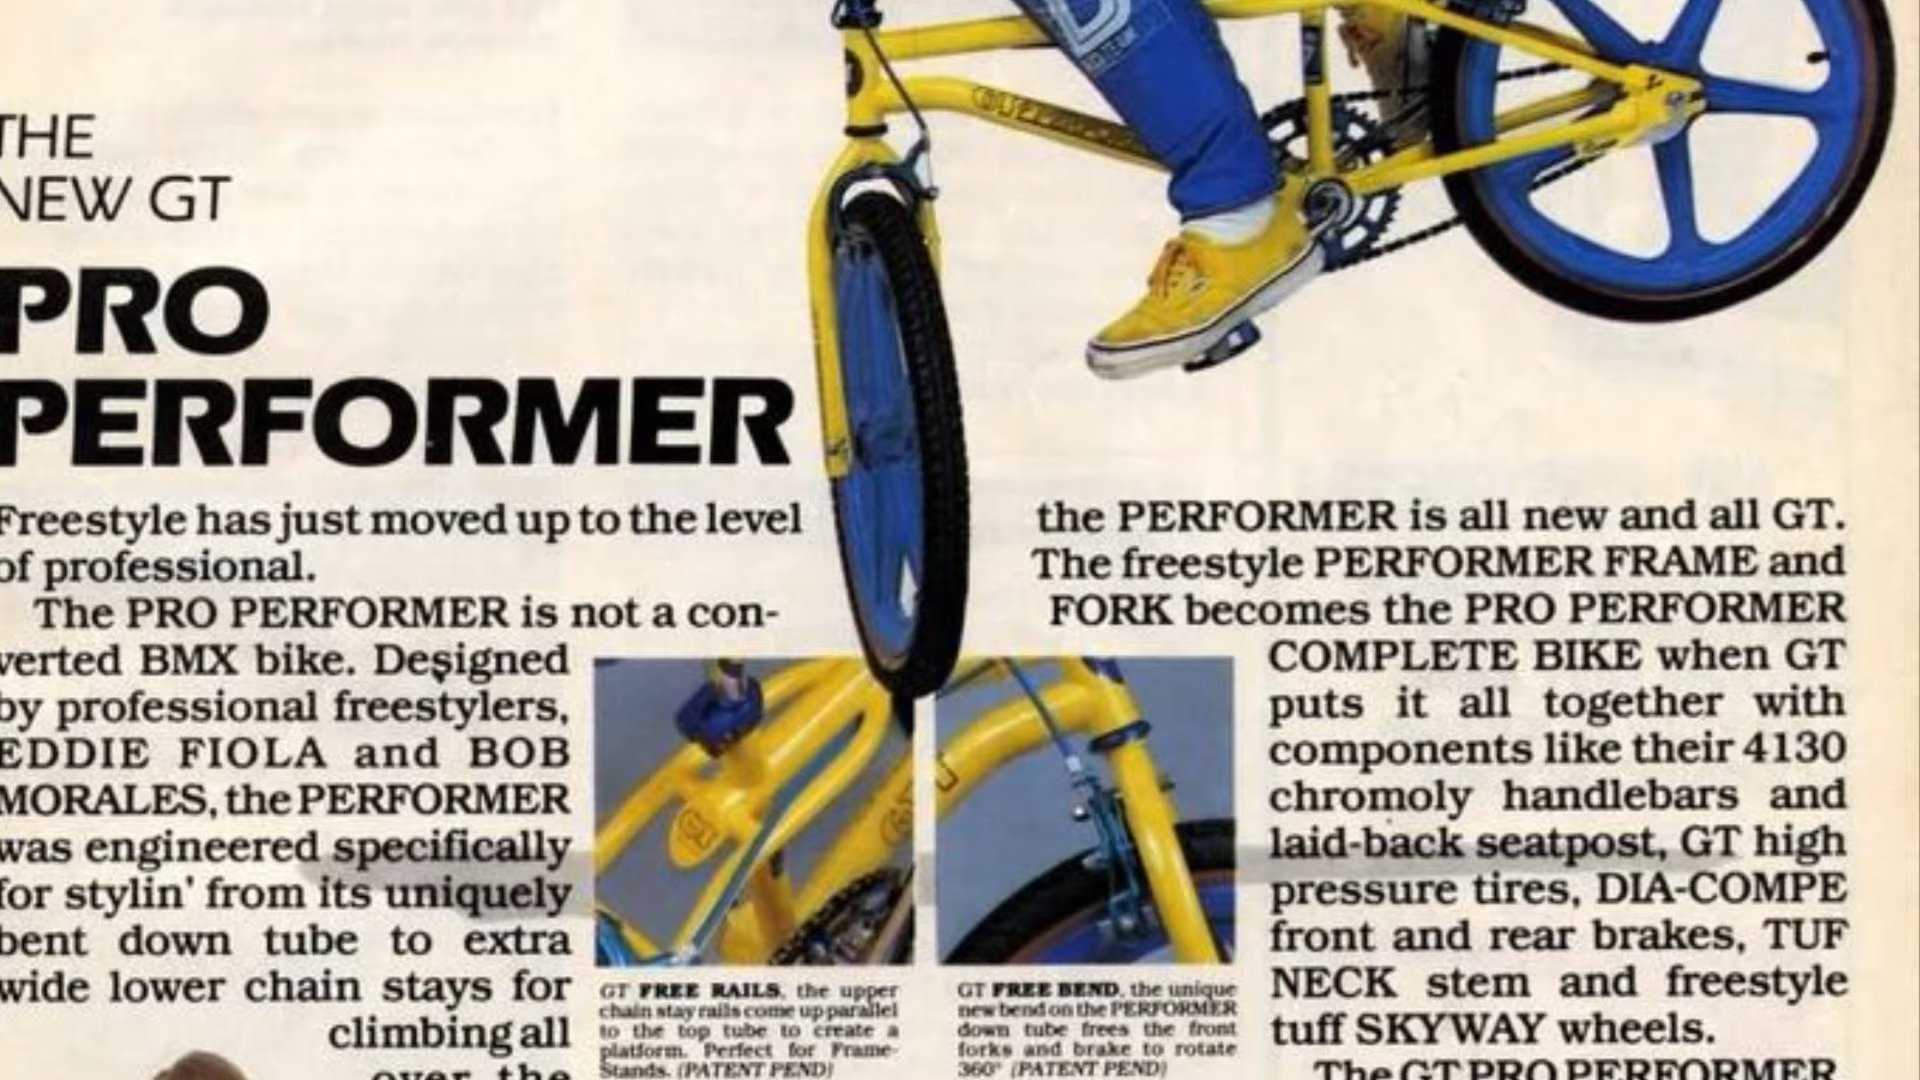 THE
NEW GT
PRO
PERFORMER
Freestyle has just moved up to the level
of professional.
The PRO PERFORMER is not a con-
verted BMX bike. Designed
by professional freestylers,
EDDIE FIOLA and BOB
MORALES, the PERFORMER
was engineered specifically
for stylin' from its uniquely
bent down tube to extra
wide lower chain stays for
climbing all
over the
GT FREE RAILS, the upper
chain stay rails come up parallel
to the top tube to create a
platform. Perfect for Frame-
Stands. (PATENT PEND)
GT FREE BEND, the unique
new bend on the PERFORMER
down tube frees the front
forks and brake to rotate
360° (PATENT PEND)
the PERFORMER is all new and all GT.
The freestyle PERFORMER FRAME and
FORK becomes the PRO PERFORMER
COMPLETE BIKE when GT
puts it all together with
components like their 4130
chromoly handlebars and
laid-back seatpost, GT high
pressure tires, DIA-COMPE
front and rear brakes, TUF
NECK stem and freestyle
tuff SKYWAY wheels.
The GT PRO PERFORMER